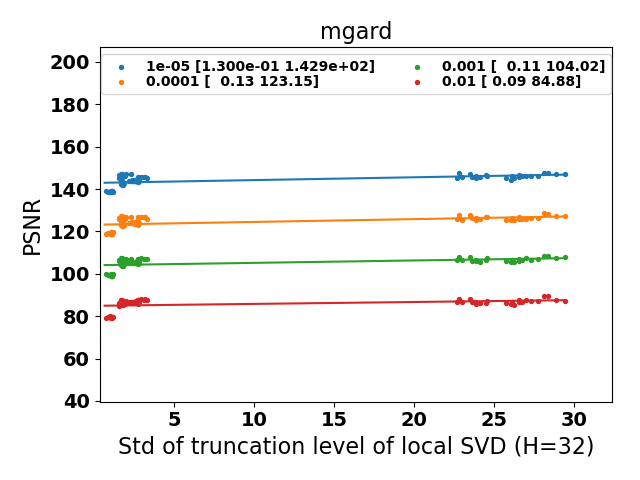 mgard
1e-05 [1.300e-01 1.429e+02]
0.0001 [  0.13 123.15]
0.001 [  0.11 104.02]
0.01 [ 0.09 84.88]
PSNR
200
180
160
140
120
100
80
60
40
5 10 15 20 25 30
Std of truncation level of local SVD (H=32)